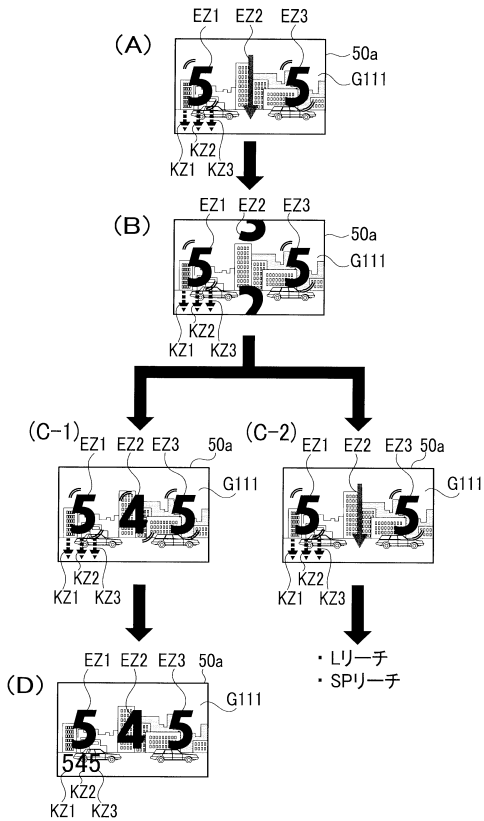 EZ1 EZ2 EZ3
(A)
50a
5 5
G111
KZ1 KZ2 KZ3
EZ1 EZ2 EZ3
(B)
50a
3
5 5
G111
2
KZ1 KZ2 KZ3
(C-1)
EZ1 EZ2 EZ3 50a
5 4 5
G111
KZ1 KZ2 KZ3
(C-2)
EZ1 EZ2 EZ3 50a
5 5
G111
KZ1 KZ2 KZ3
・Lリーチ
・SPリーチ
(D)
EZ1 EZ2 EZ3 50a
5 4 5
G111
545
KZ1 KZ2 KZ3